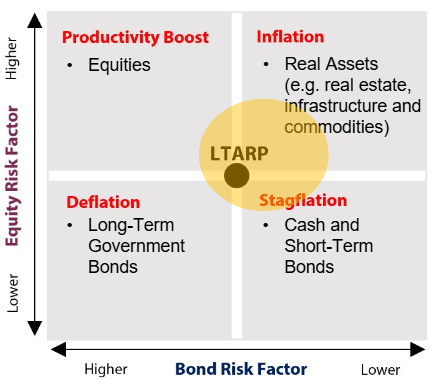 Productivity Boost
• Equities
Inflation
• Real Assets
(e.g. real estate,
infrastructure and
commodities)
LTARP
Deflation
• Long-Term
Government
Bonds
Stagflation
• Cash and
Short-Term
Bonds
Higher
Equity Risk Factor
Lower
Higher
Bond Risk Factor
Lower